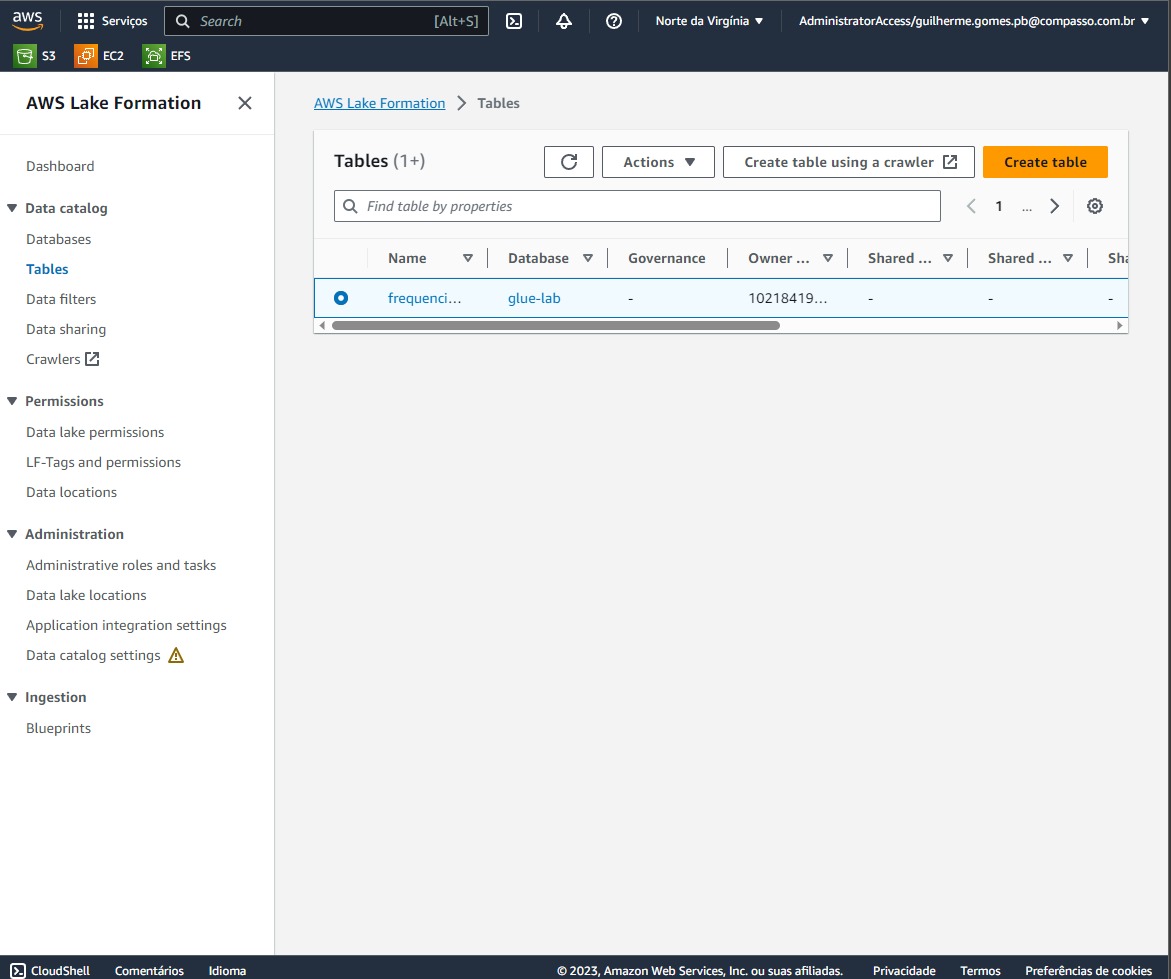 aws Serviços Search [Alt+S] Norte da Virgínia AdministratorAccess/guilherme.gomes.pb@compasso.com.br
S3 EC2 EFS
AWS Lake Formation
Dashboard
Data catalog
Databases
Tables
Data filters
Data sharing
Crawlers
Permissions
Data lake permissions
LF-Tags and permissions
Data locations
Administration
Administrative roles and tasks
Data lake locations
Application integration settings
Data catalog settings
Ingestion
Blueprints
AWS Lake Formation > Tables
Tables (1+) Actions Create table using a crawler Create table
Find table by properties 1 ...
Name Database Governance Owner ... Shared ... Shared ... Sha
frequenci... glue-lab - 10218419... - - -
CloudShell Comentários Idioma © 2023, Amazon Web Services, Inc. ou suas afiliadas. Privacidade Termos Preferências de cookies